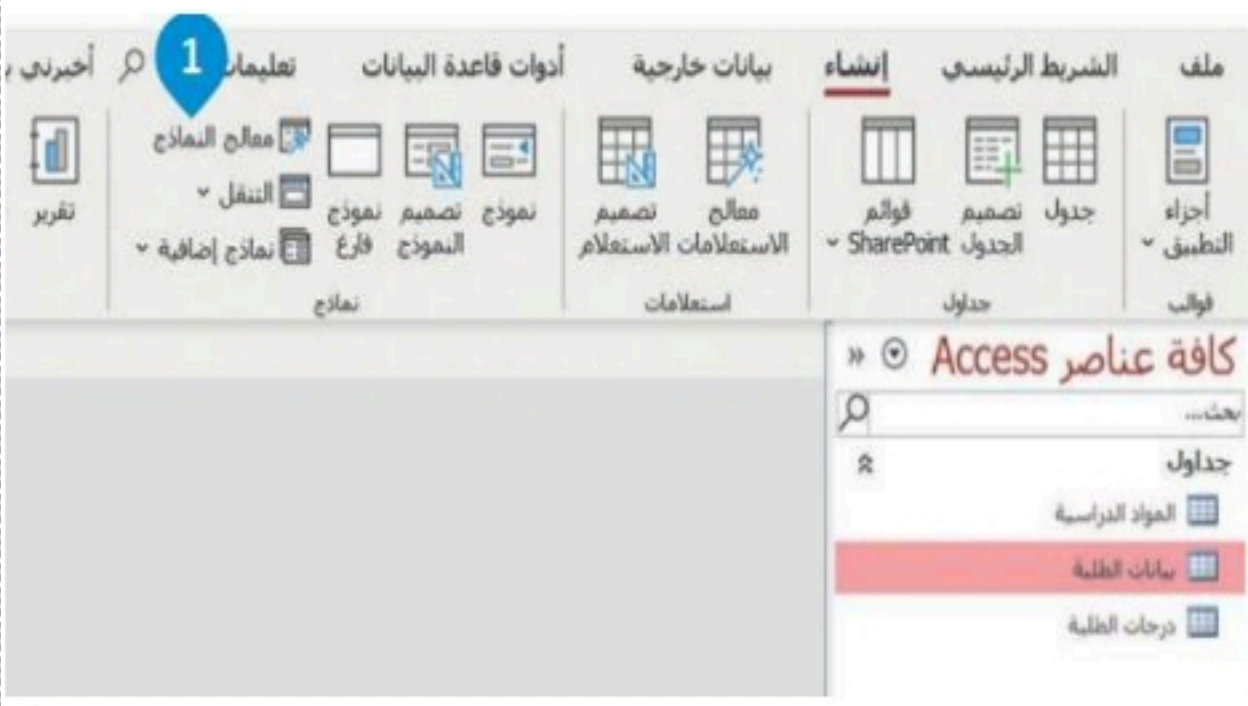 ملف الشريط الرئيسي إنشاء بيانات خارجية أدوات قاعدة البيانات تعليمات أخبرني
1
أجزاء التطبيق
قوالب
جدول
تصميم الجدول
قوائم SharePoint
جداول
معالج الاستعلامات
تصميم الاستعلام
استعلامات
نموذج
تصميم النموذج
نموذج فارغ
معالج النماذج
التنقل
نماذج إضافية
نماذج
تقرير
كافة عناصر Access
بحث...
جداول
المواد الدراسية
بيانات الطلبة
درجات الطلبة